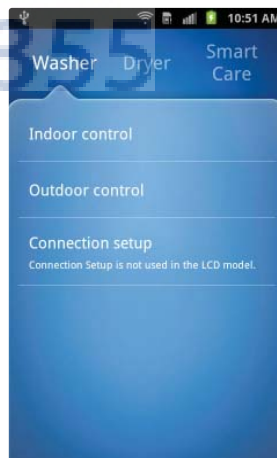 355
10:51 AM
Washer Dryer Smart Care
Indoor control
Outdoor control
Connection setup
Connection Setup is not used in the LCD model.